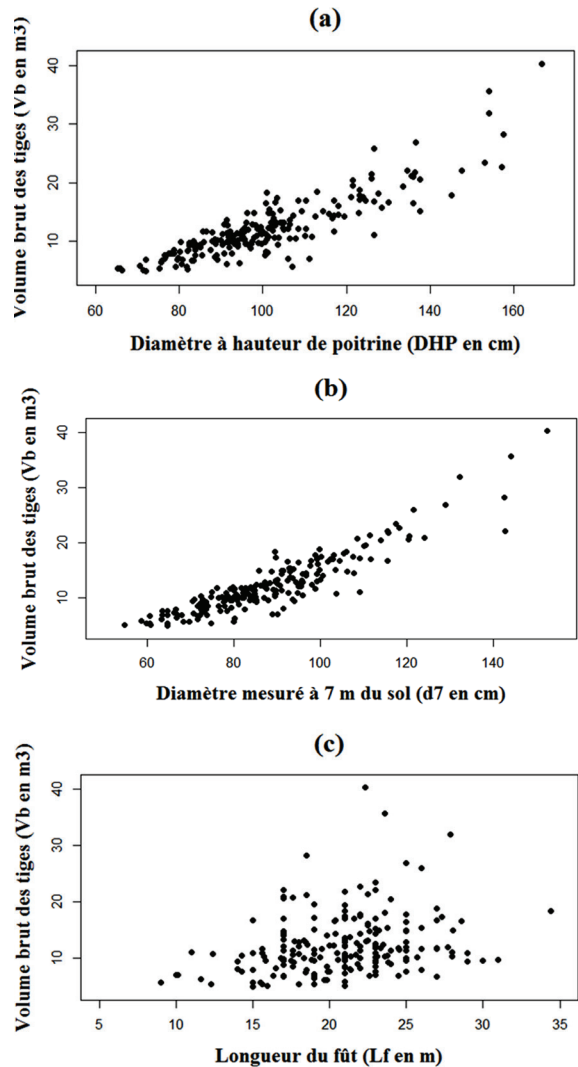 (a)
Volume brut des tiges (Vb en m3)
40
30
20
10
60 80 100 120 140 160
Diamètre à hauteur de poitrine (DHP en cm)
(b)
Volume brut des tiges (Vb en m3)
40
30
20
10
60 80 100 120 140
Diamètre mesuré à 7 m du sol (d7 en cm)
(c)
Volume brut des tiges (Vb en m3)
40
30
20
10
5 10 15 20 25 30 35
Longueur du fût (Lf en m)